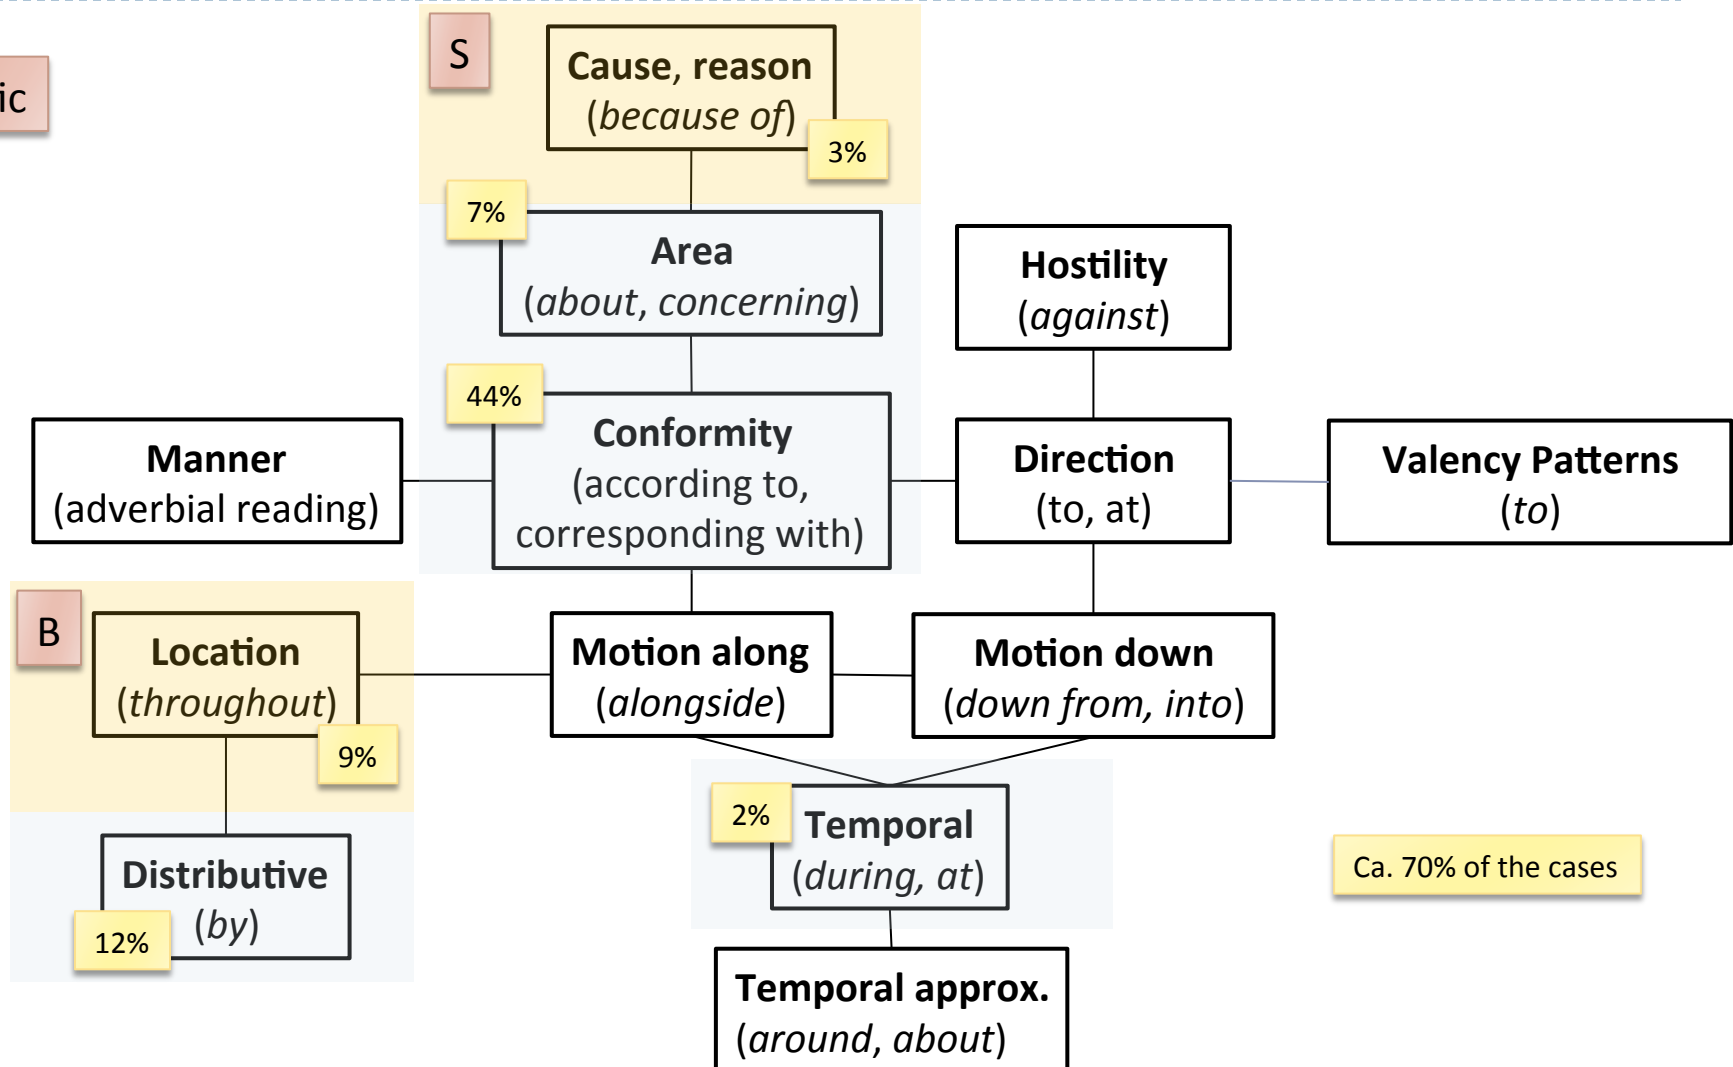 ic
S
Cause, reason
(because of)
3%
7%
Area
(about, concerning)
Hostility
(against)
44%
Conformity
(according to,
corresponding with)
Manner
(adverbial reading)
Direction
(to, at)
Valency Patterns
(to)
B
Location
(throughout)
9%
Motion along
(alongside)
Motion down
(down from, into)
2%
Temporal
(during, at)
Distributive
(by)
12%
Ca. 70% of the cases
Temporal approx.
(around, about)